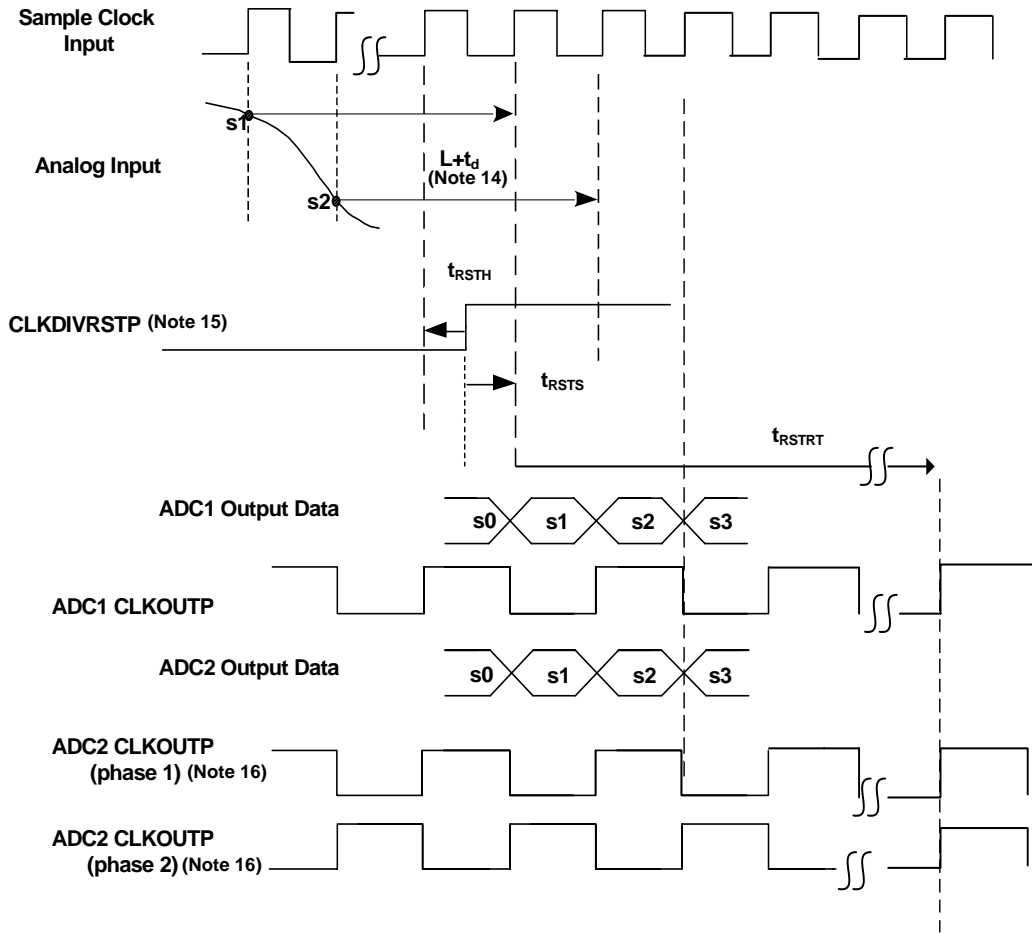 Sample Clock
Input
s1
Analog Input
L+td
(Note 14)
s2
tRSTH
CLKDIVRSTP (Note 15)
tRSTS
tRSTRT
ADC1 Output Data
s0 s1 s2 s3
ADC1 CLKOUTP
ADC2 Output Data
s0 s1 s2 s3
ADC2 CLKOUTP
(phase 1) (Note 16)
ADC2 CLKOUTP
(phase 2) (Note 16)